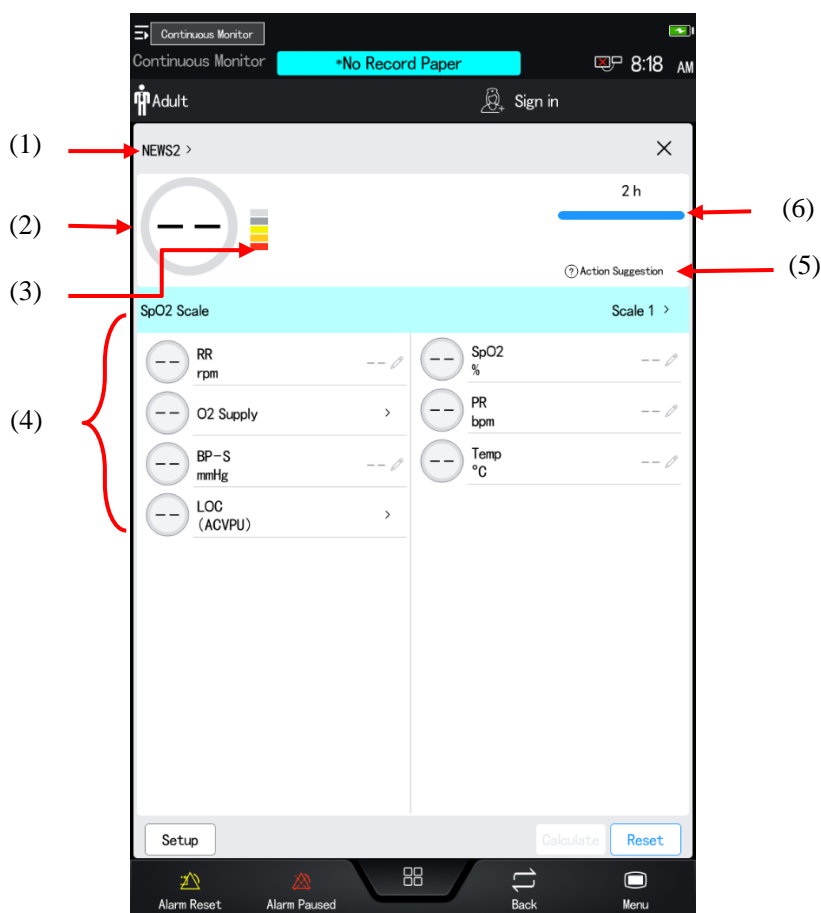 Continuous Monitor
Continuous Monitor
*No Record Paper
8:18 AM
Adult
Sign in
(1)
NEWS2 >
(2)
-- 
2 h
(6)
(3)
? Action Suggestion
(5)
SpO2 Scale
Scale 1 >
(4)
-- RR
rpm
--
-- SpO2
%
--
-- O2 Supply >
-- PR
bpm
--
-- BP-S
mmHg
--
-- Temp
°C
--
-- LOC
(ACVPU) >
Setup
Calculate
Reset
Alarm Reset
Alarm Paused
Back
Menu